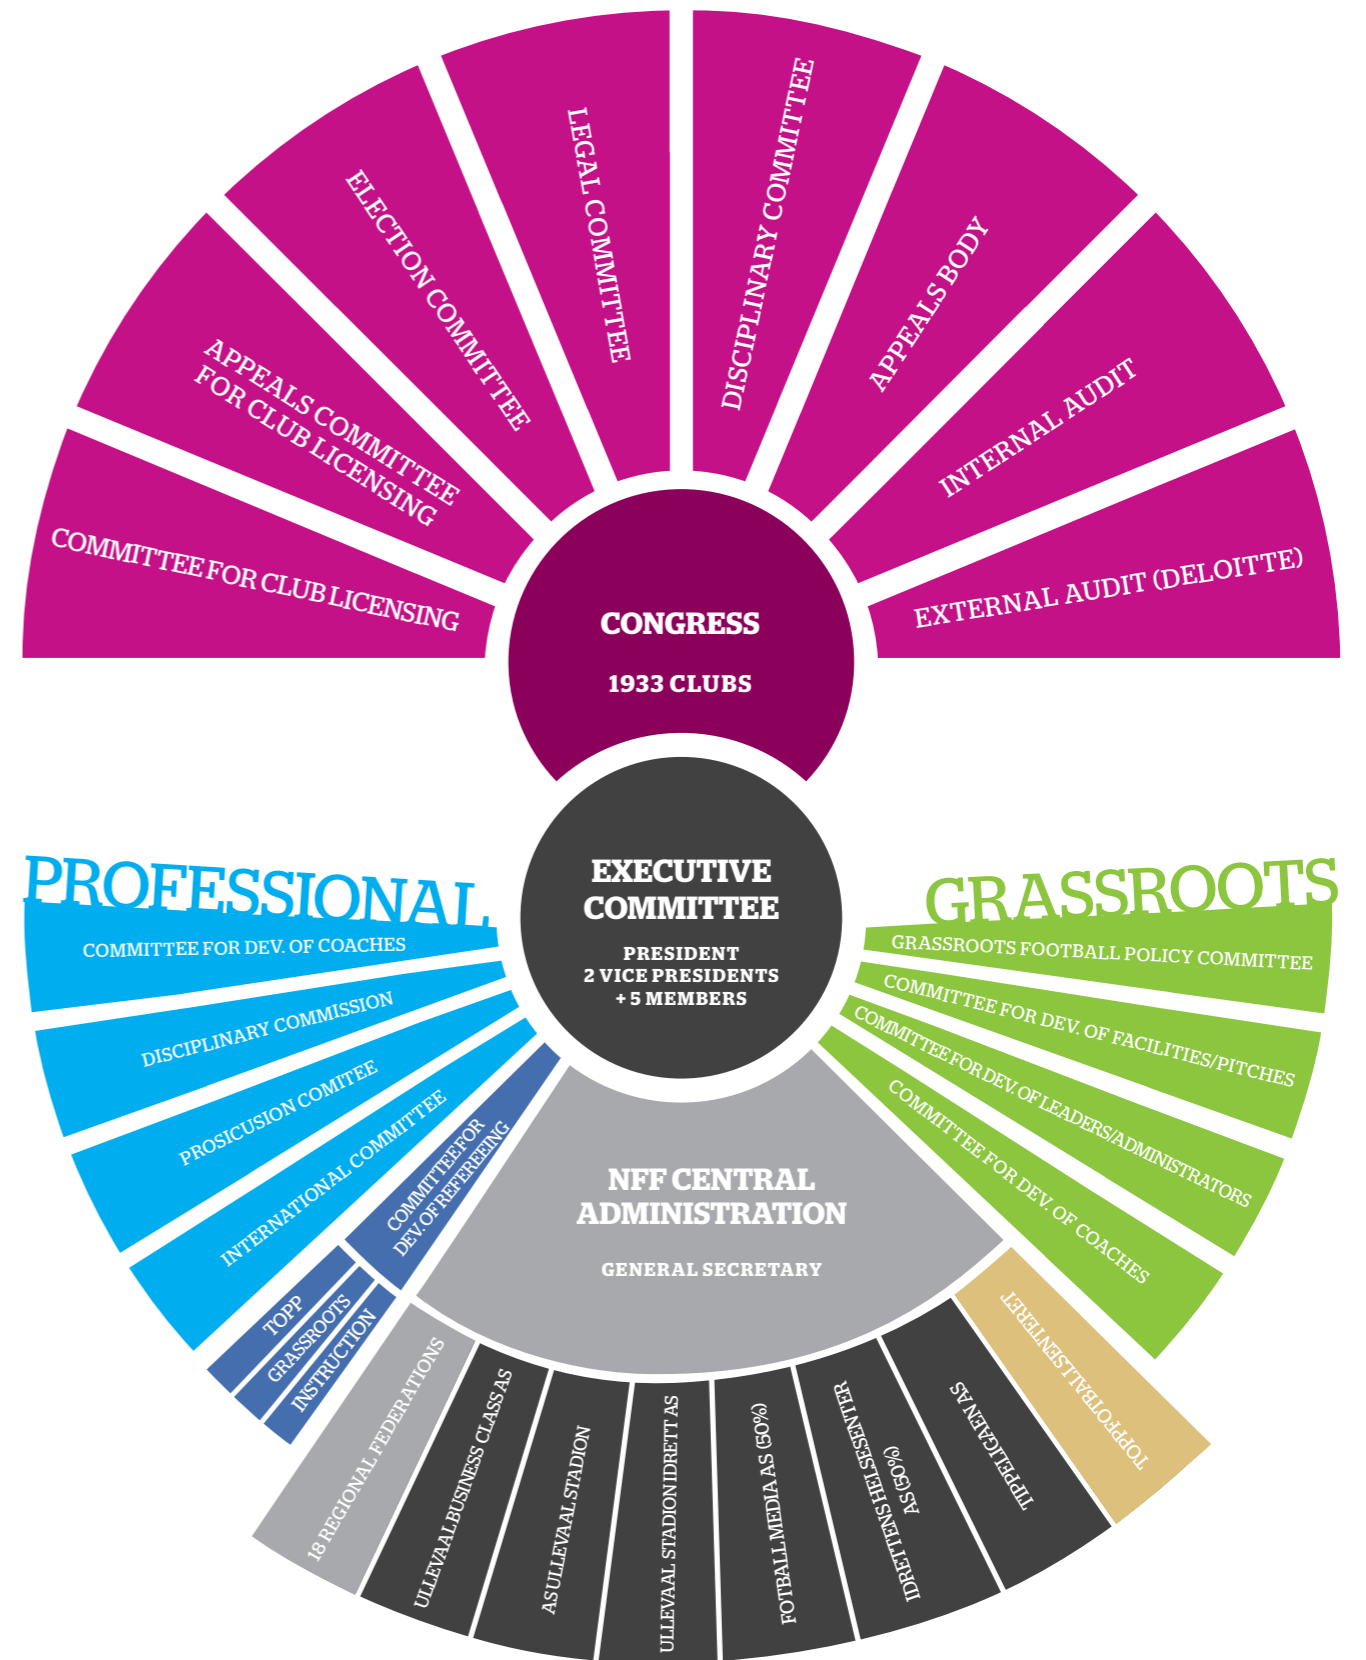 COMMITTEE FOR CLUB LICENSING
APPEALS COMMITTEE
FOR CLUB LICENSING
ELECTION COMMITTEE
LEGAL COMMITTEE
DISCIPLINARY COMMITTEE
APPEALS BODY
INTERNAL AUDIT
EXTERNAL AUDIT (DELOITTE)
CONGRESS
1933 CLUBS
EXECUTIVE
COMMITTEE
PRESIDENT
2 VICE PRESIDENTS
+ 5 MEMBERS
PROFESSIONAL
COMMITTEE FOR DEV. OF COACHES
DISCIPLINARY COMMISSION
PROSICUSION COMITEE
INTERNATIONAL COMMITTEE
COMMITTEE FOR
DEV. OF REFEREEING
TOPP
GRASSROOTS
INSTRUCTION
GRASSROOTS
GRASSROOTS FOOTBALL POLICY COMMITTEE
COMMITTEE FOR DEV. OF FACILITIES/PITCHES
COMMITTEE FOR DEV. OF LEADERS/ADMINISTRATORS
COMMITTEE FOR DEV. OF COACHES
NFF CENTRAL
ADMINISTRATION
GENERAL SECRETARY
18 REGIONAL FEDERATIONS
ULLEVAAL BUSINESS CLASS AS
AS ULLEVAAL STADION
ULLEVAAL STADION IDRETT AS
FOTBALL MEDIA AS (50%)
IDRETTENS HELSESENTER
AS (50%)
TIPPELIGAEN AS
TOPPFOTBALLSENTERET